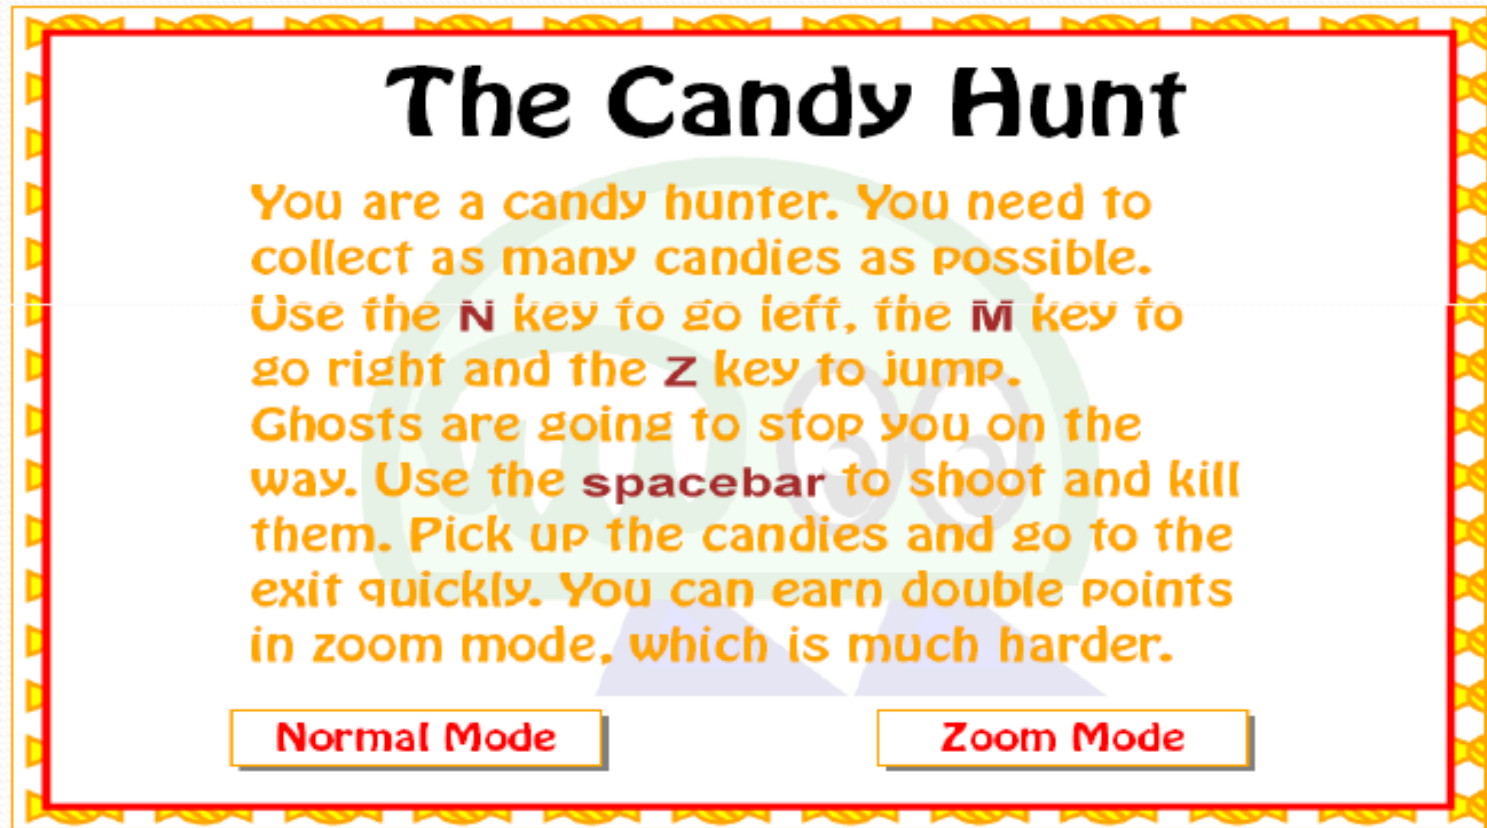 The Candy Hunt
You are a candy hunter. You need to
collect as many candies as possible.
Use the N key to go left, the M key to
go right and the Z key to jump.
Ghosts are going to stop you on the
way. Use the spacebar to shoot and kill
them. Pick up the candies and go to the
exit quickly. You can earn double points
in zoom mode, which is much harder.
Normal Mode
Zoom Mode